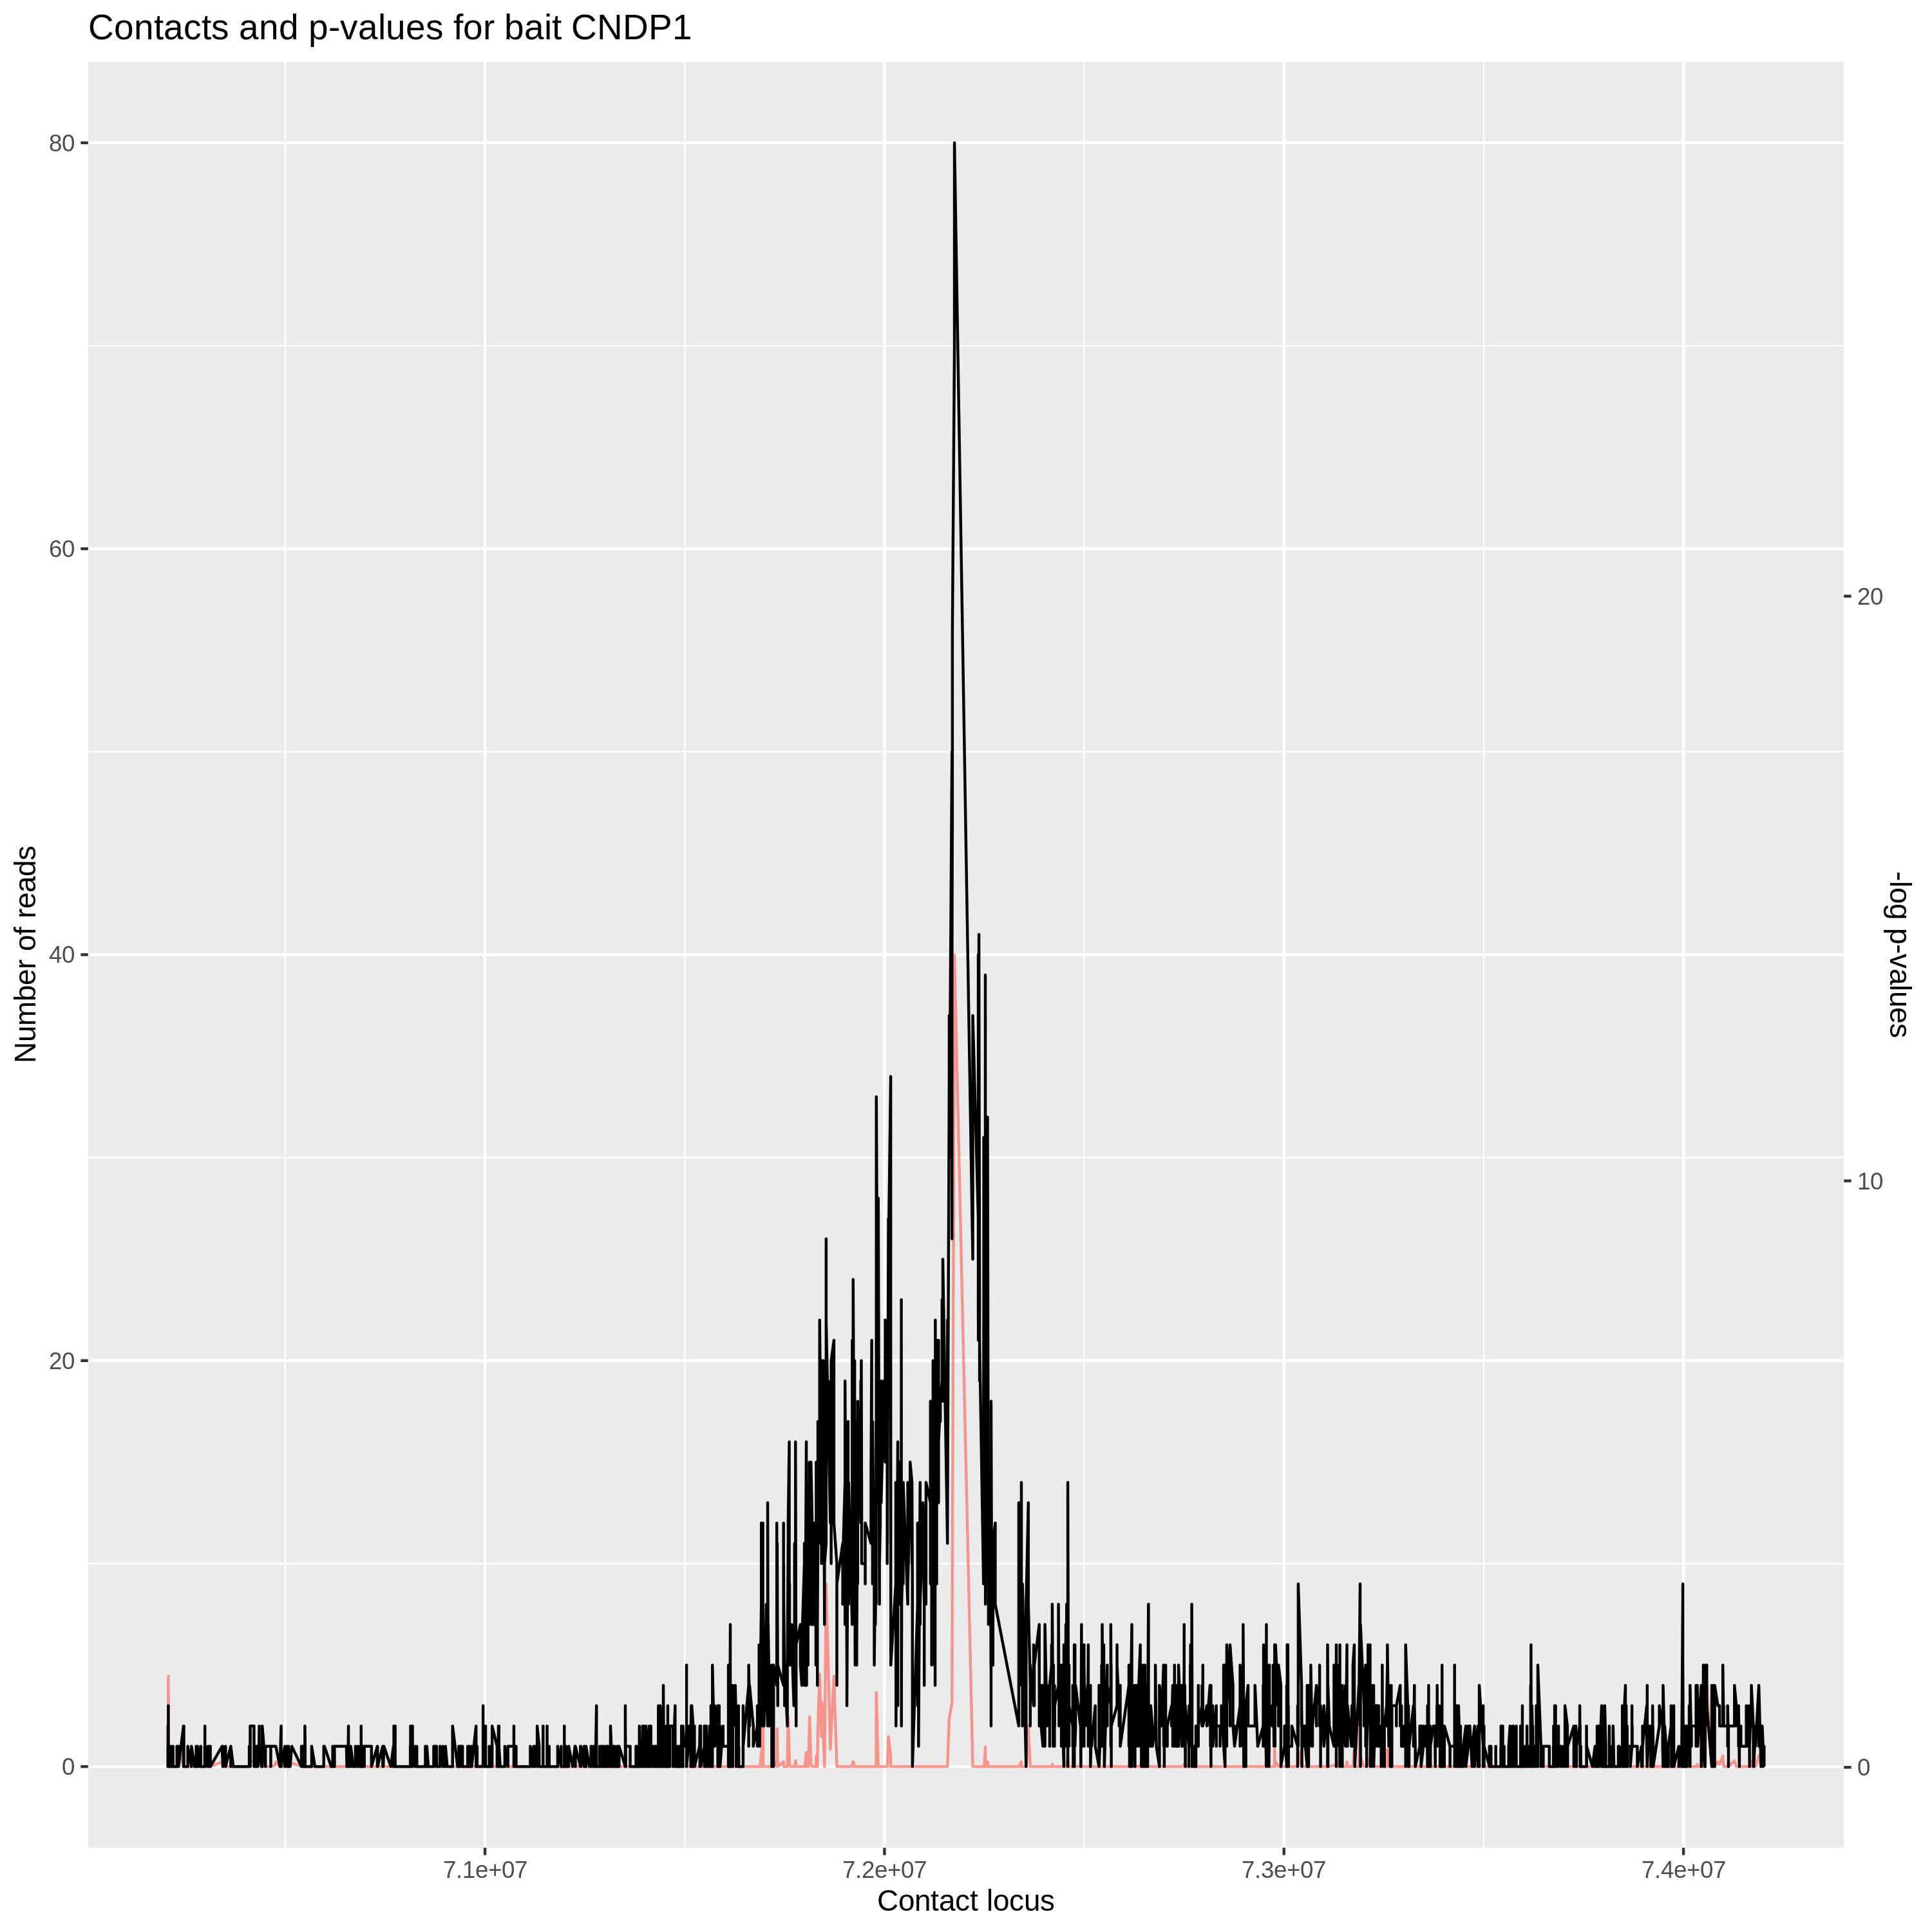 Contacts and p-values for bait CNDP1
80
60
40
20
0
Number of reads
20
10
0
-log p-values
7.1e+07 7.2e+07 7.3e+07 7.4e+07
Contact locus